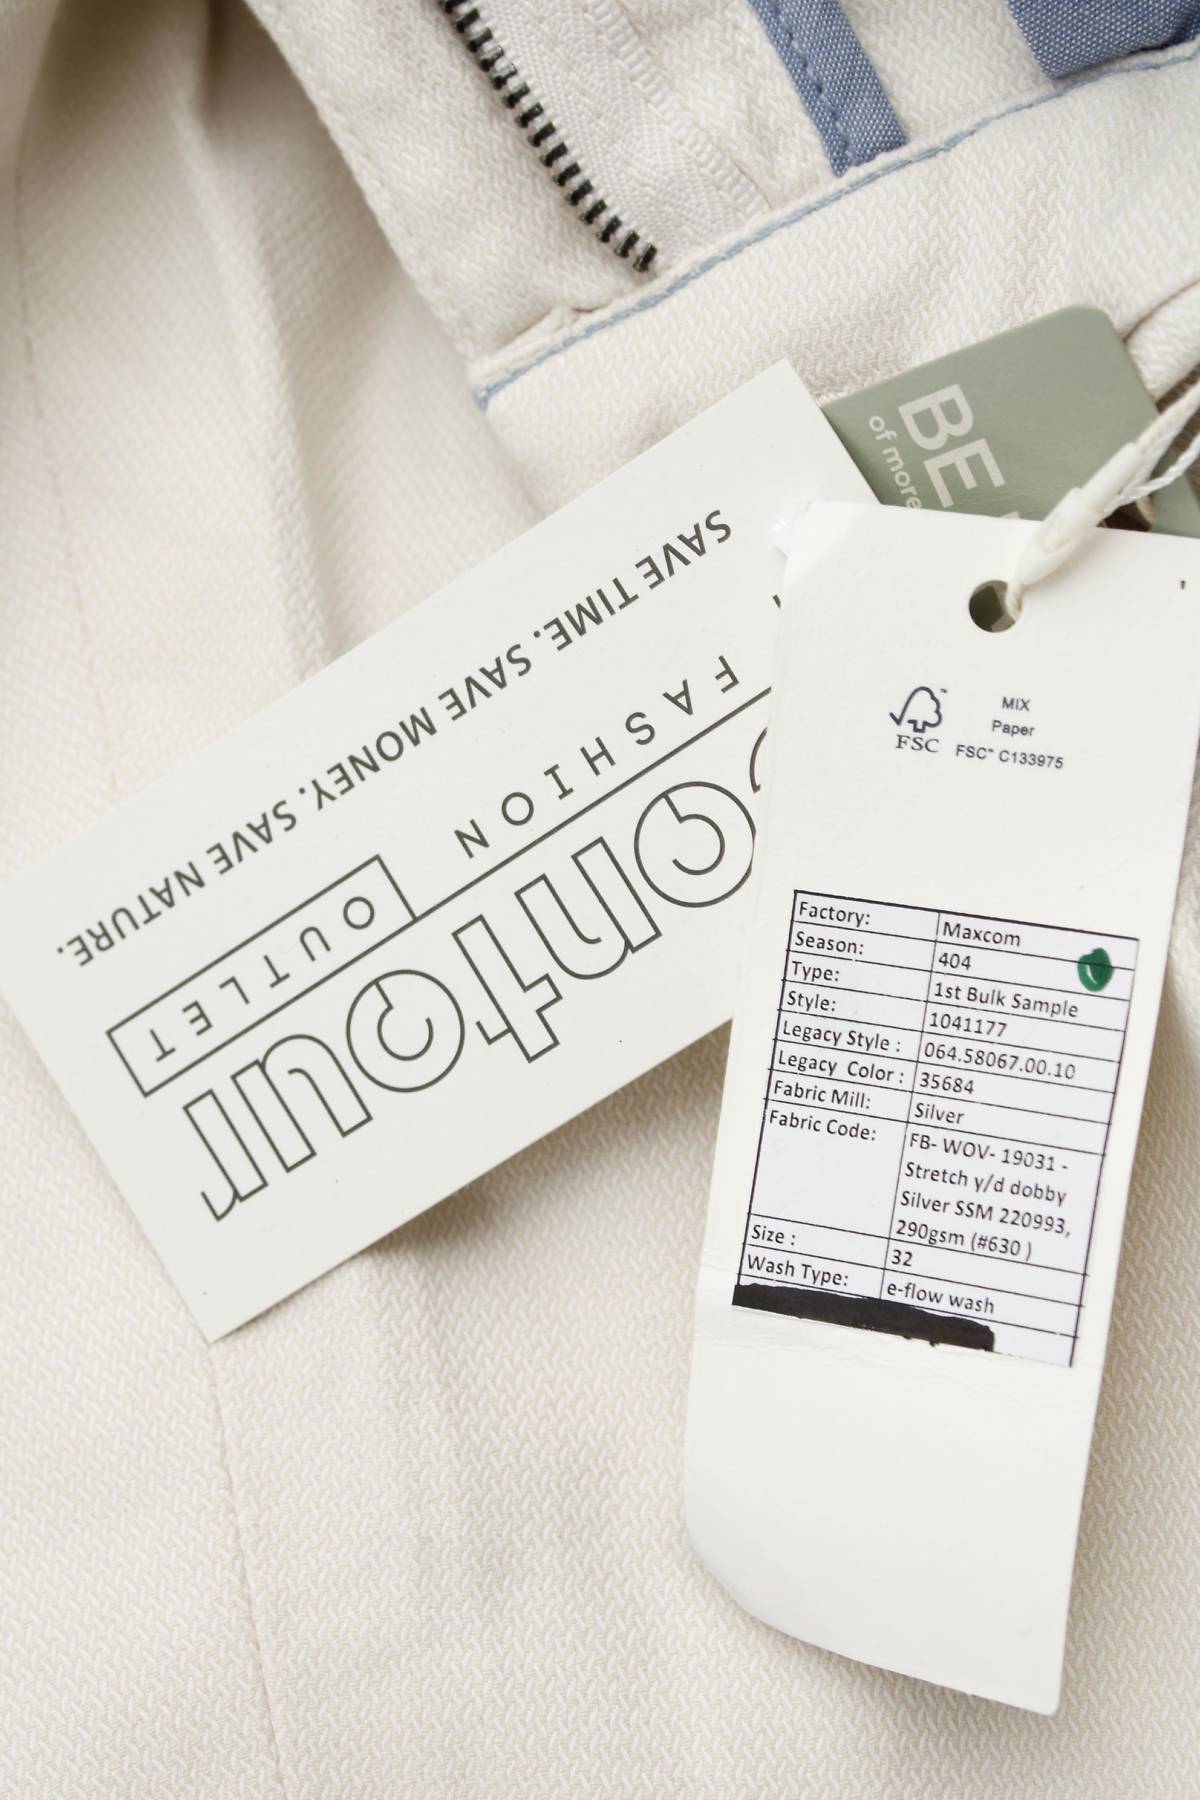 BE
of more
SAVE TIME. SAVE MONEY. SAVE NATURE.
FASHION
OUTLET
ontour
FSC
MIX
Paper
FSC™ C133975
Factory: Maxcom
Season: 404
Type: 1st Bulk Sample
Style: 1041177
Legacy Style : 064.58067.00.10
Legacy Color : 35684
Fabric Mill: Silver
Fabric Code: FB- WOV- 19031 -
Stretch y/d dobby
Silver SSM 220993,
290gsm (#630 )
Size : 32
Wash Type: e-flow wash